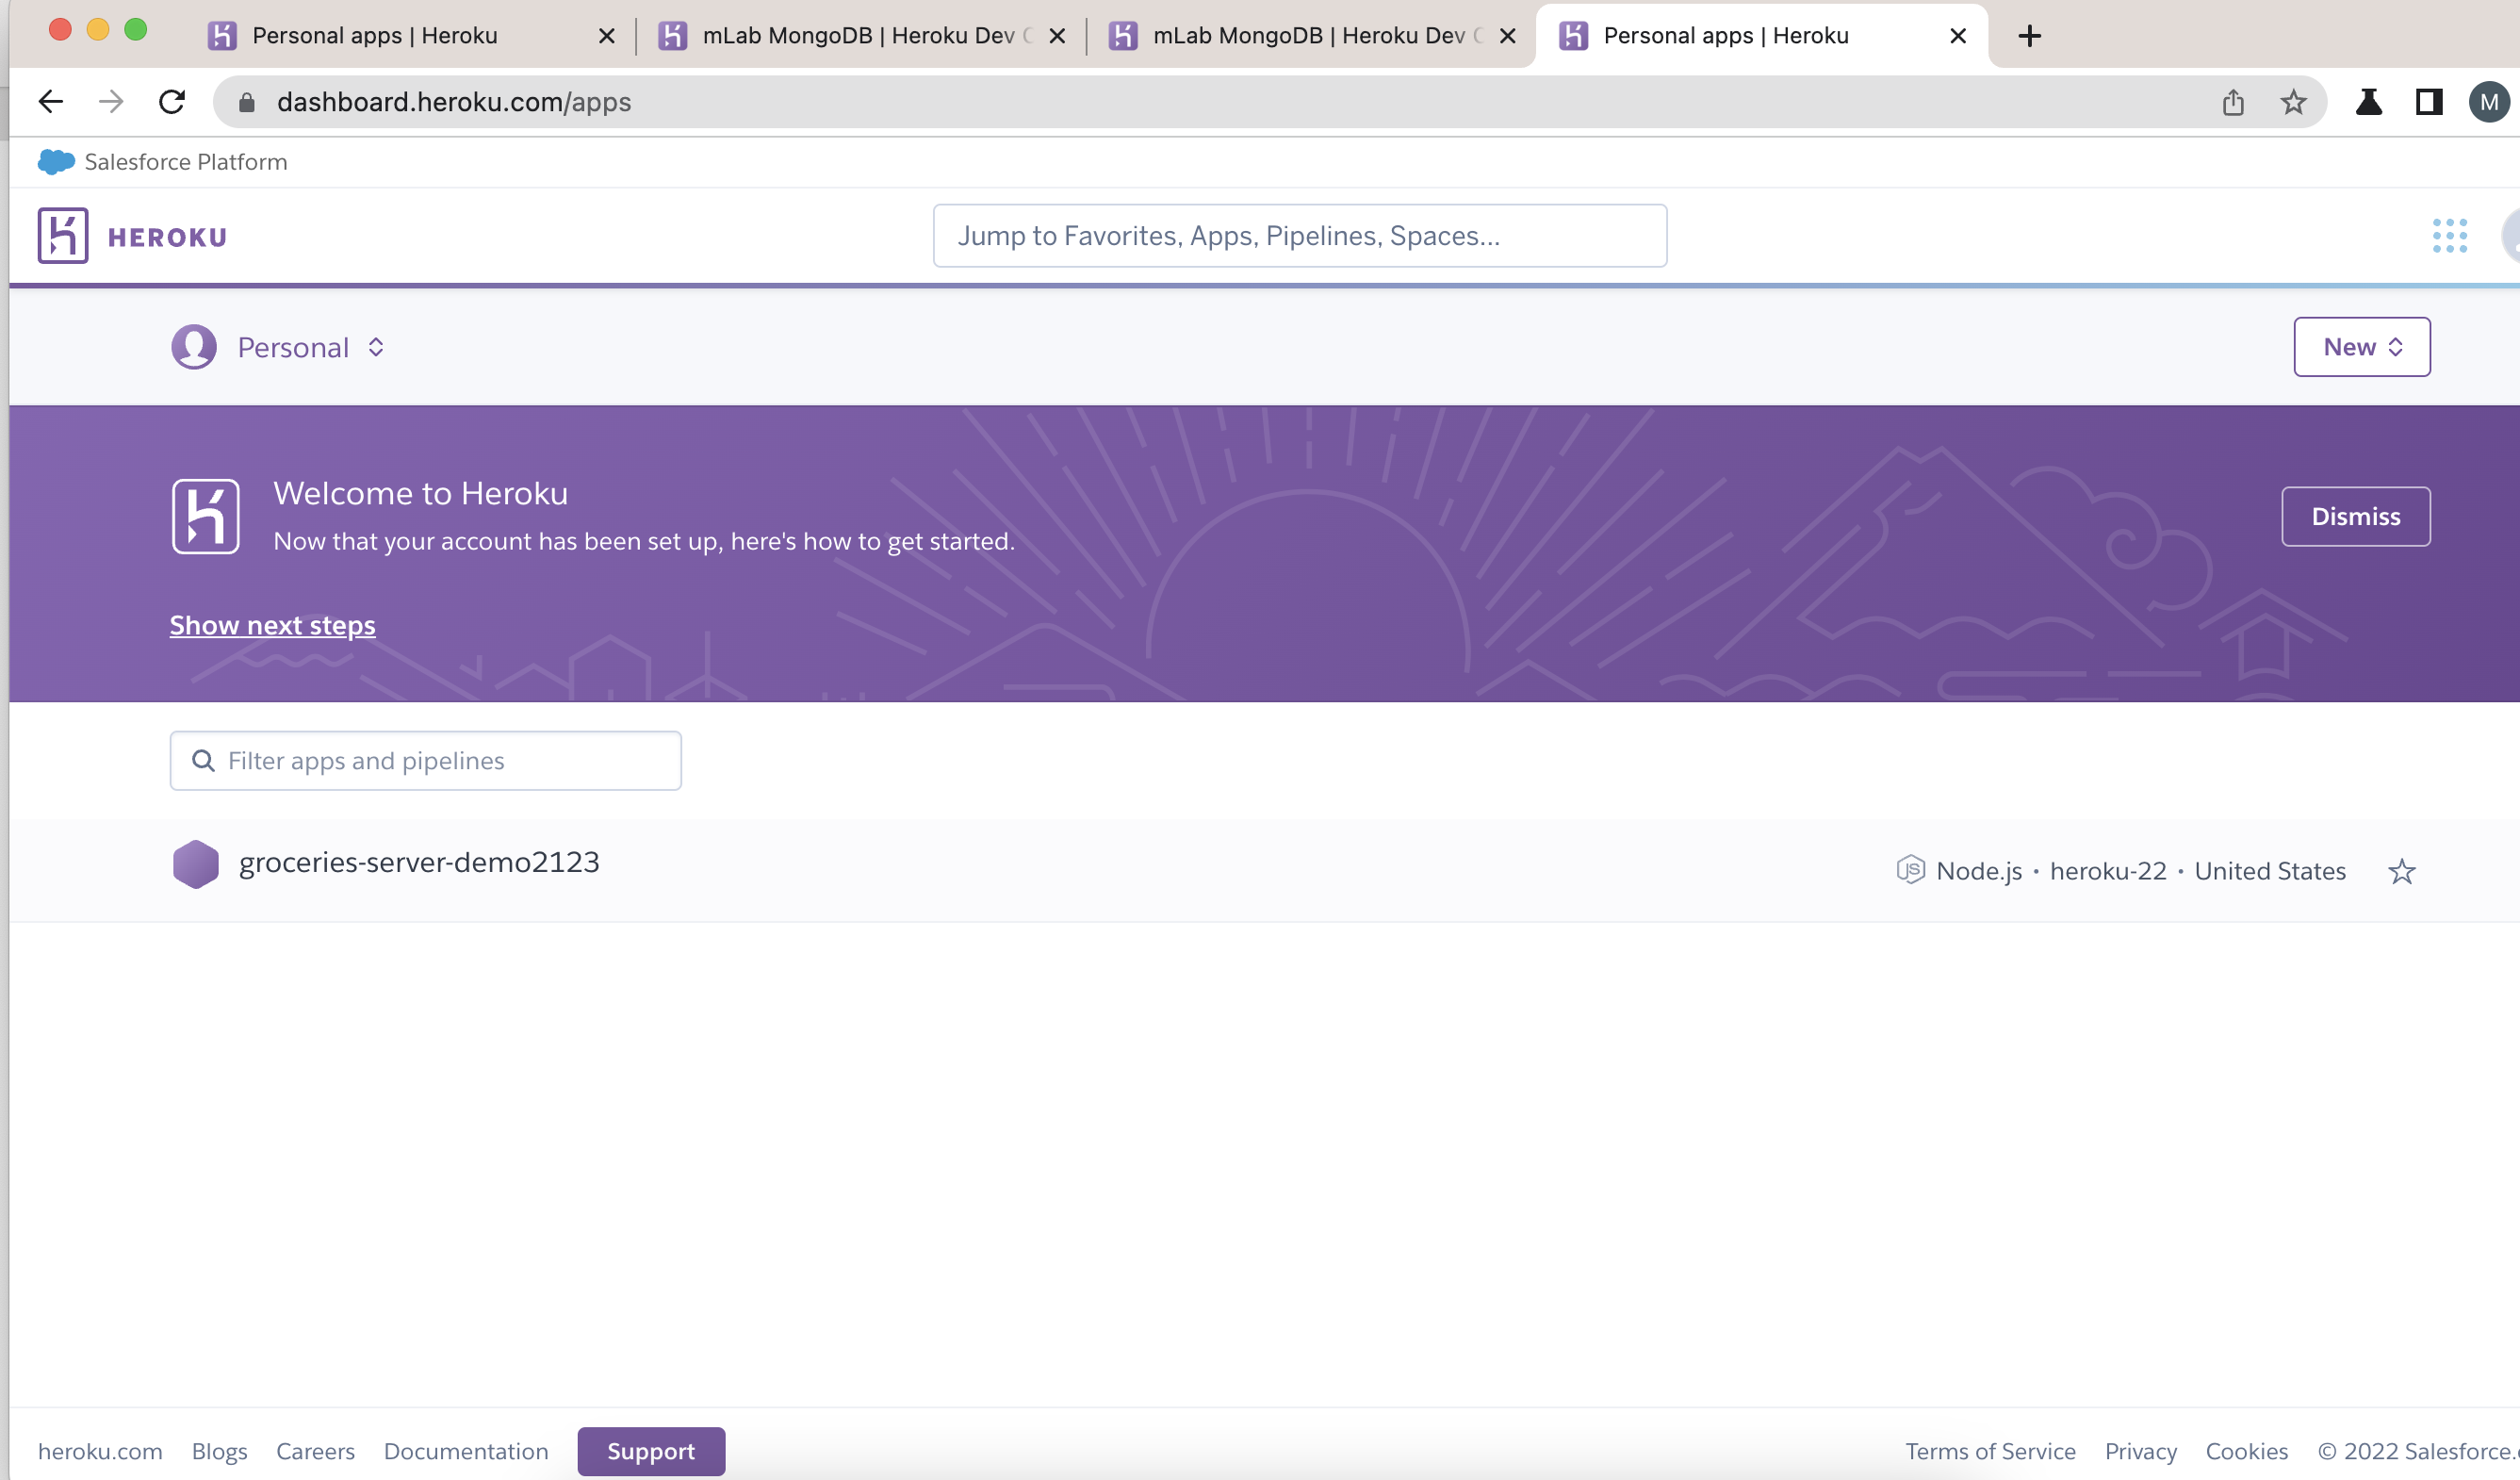 Personal apps | Heroku
mLab MongoDB | Heroku Dev
mLab MongoDB | Heroku Dev
Personal apps | Heroku
dashboard.heroku.com/apps
M
Salesforce Platform
HEROKU
Jump to Favorites, Apps, Pipelines, Spaces...
Personal
New
Welcome to Heroku
Now that your account has been set up, here's how to get started.
Dismiss
Show next steps
Filter apps and pipelines
groceries-server-demo2123
JS Node.js • heroku-22 • United States
heroku.com Blogs Careers Documentation Support
Terms of Service Privacy Cookies © 2022 Salesforce.